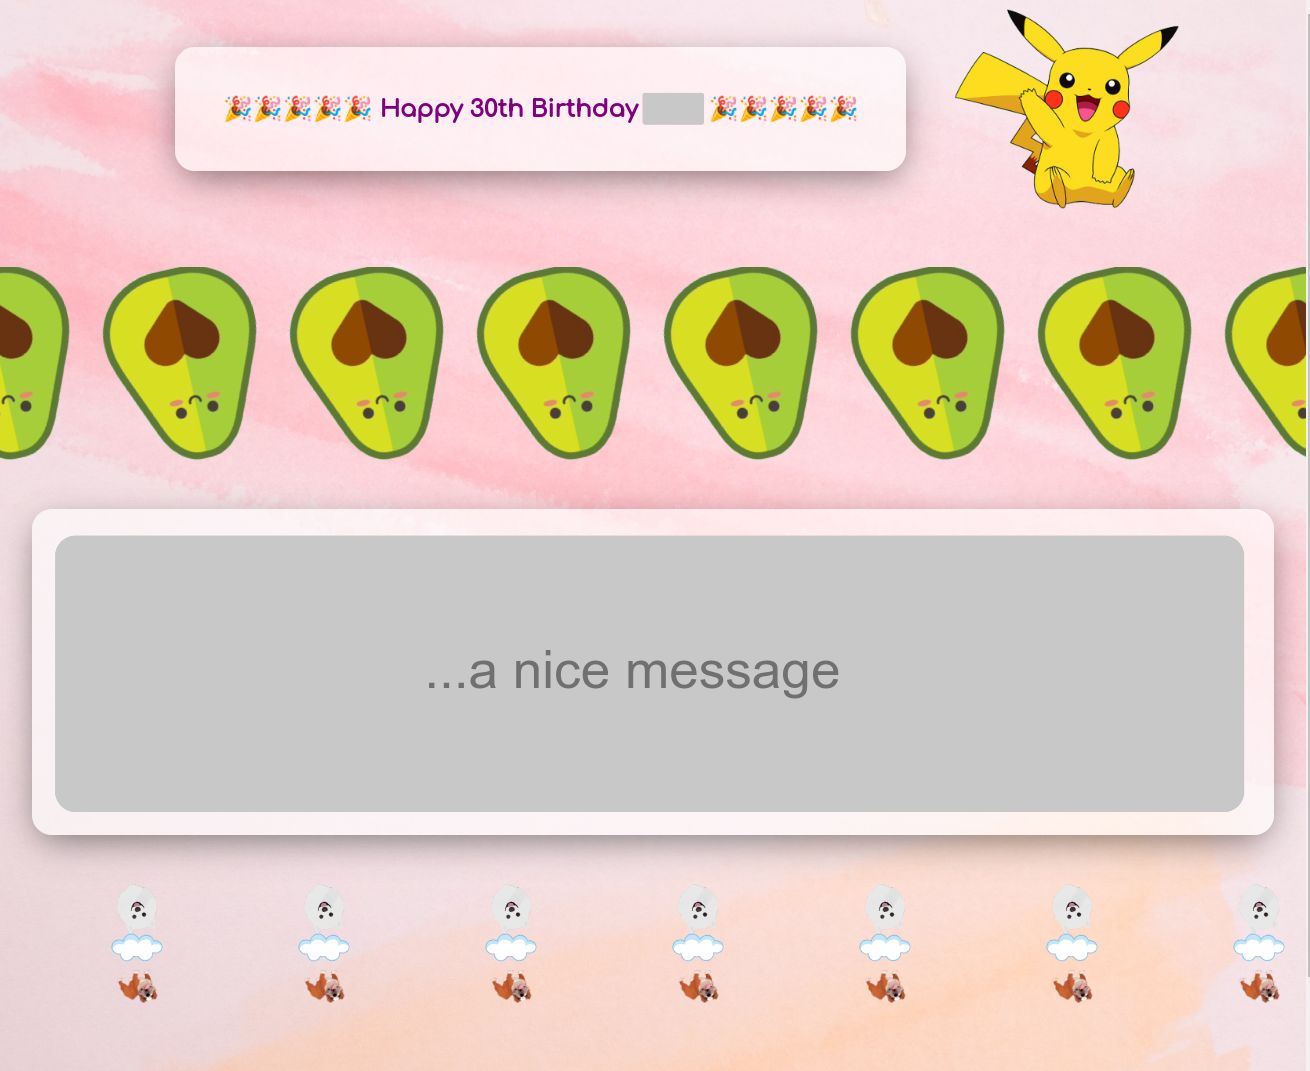 🎉🎉🎉🎉🎉 Happy 30th Birthday 🎉🎉🎉🎉🎉
...a nice message